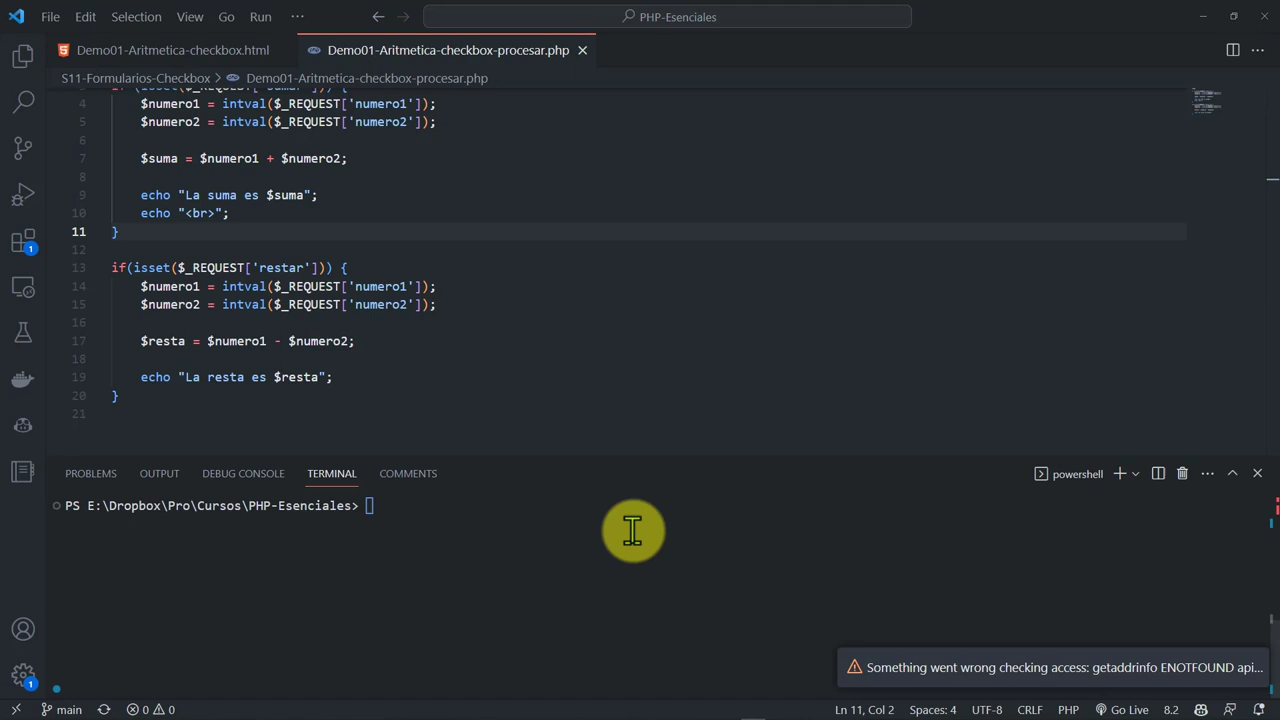 File Edit Selection View Go Run ··· PHP-Esenciales
Demo01-Aritmetica-checkbox.html Demo01-Aritmetica-checkbox-procesar.php
S11-Formularios-Checkbox > Demo01-Aritmetica-checkbox-procesar.php
4 $numero1 = intval($_REQUEST['numero1']);
5 $numero2 = intval($_REQUEST['numero2']);
6
7 $suma = $numero1 + $numero2;
8
9 echo "La suma es $suma";
10 echo "<br>";
11 }
12
13 if(isset($_REQUEST['restar'])) {
14 $numero1 = intval($_REQUEST['numero1']);
15 $numero2 = intval($_REQUEST['numero2']);
16
17 $resta = $numero1 - $numero2;
18
19 echo "La resta es $resta";
20 }
21
PROBLEMS OUTPUT DEBUG CONSOLE TERMINAL COMMENTS powershell
PS E:\Dropbox\Pro\Cursos\PHP-Esenciales>
Something went wrong checking access: getaddrinfo ENOTFOUND api...
1
1
main 0 0 Ln 11, Col 2 Spaces: 4 UTF-8 CRLF PHP Go Live 8.2